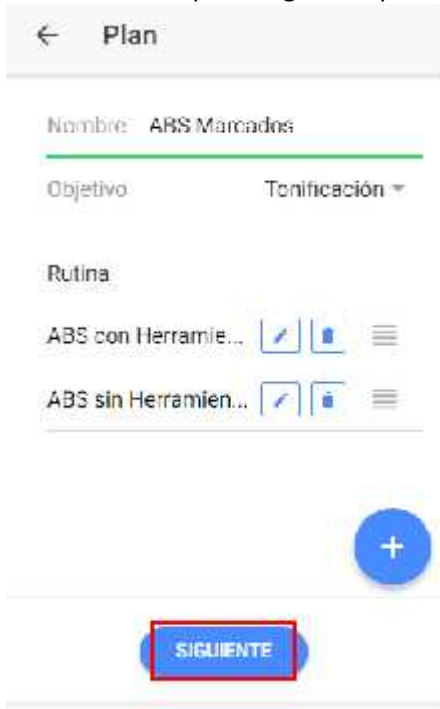 ← Plan
Nombre ABS Marcados
Objetivo Tonificación
Rutina
ABS con Herramie...
ABS sin Herramien...
+
SIGUIENTE